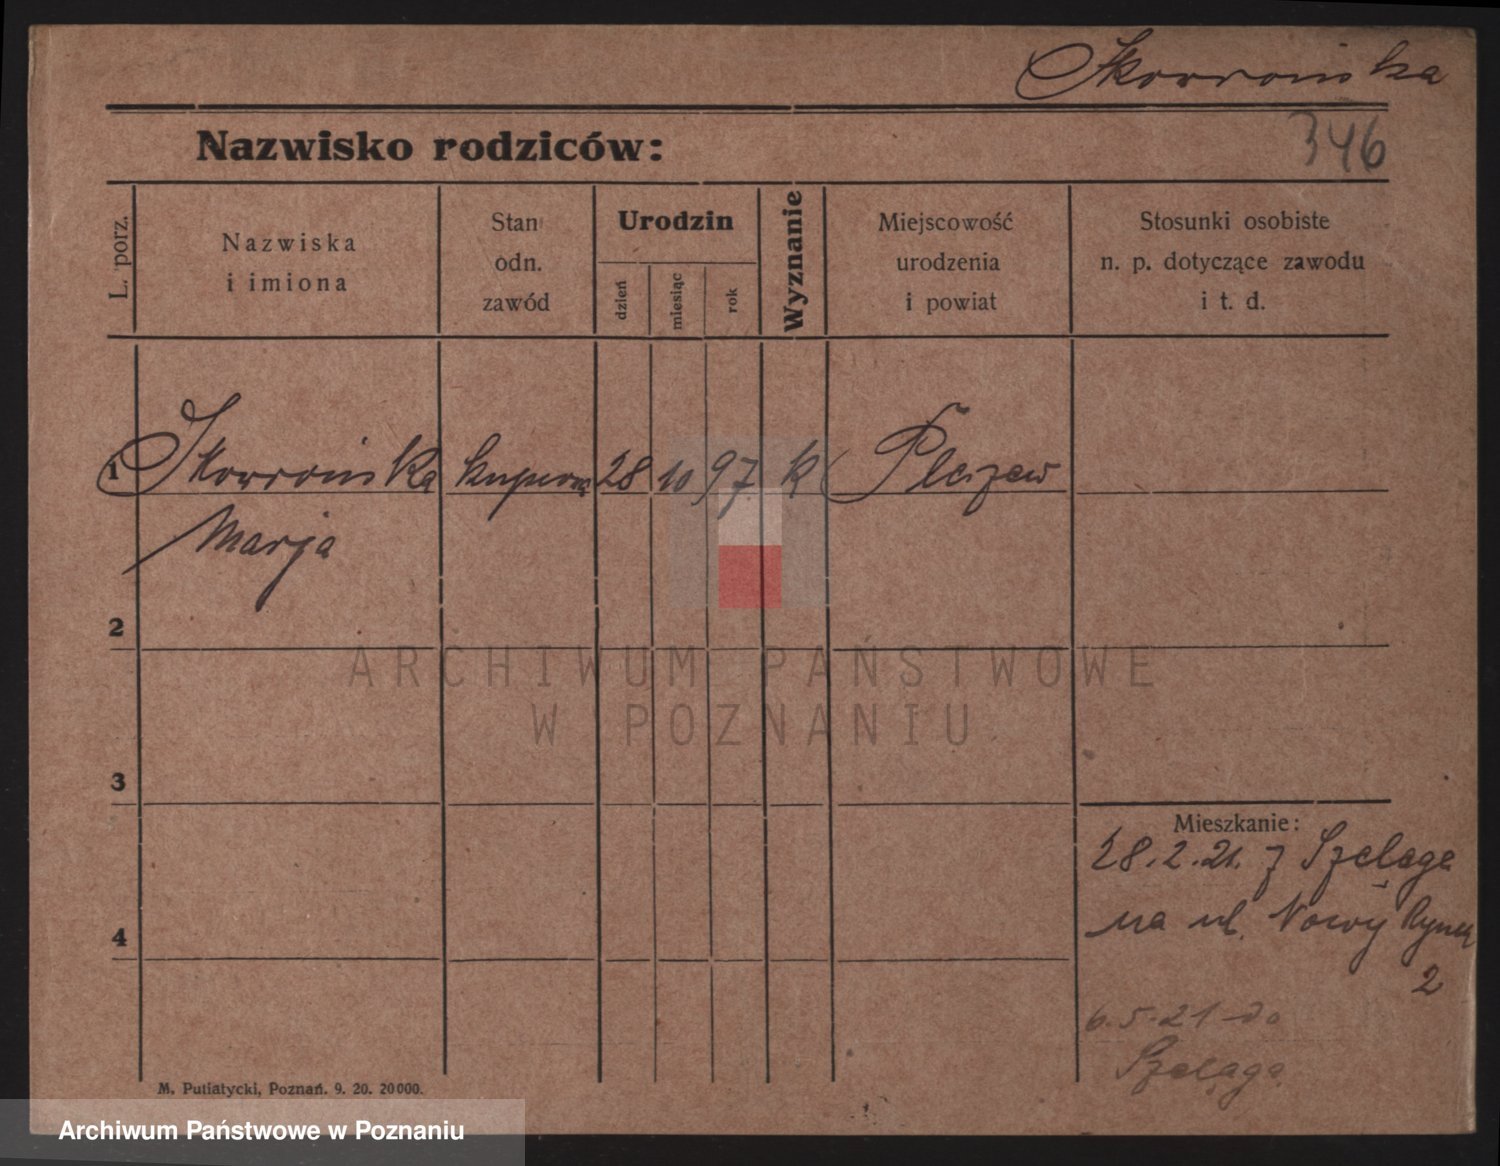 Skowrońska
346
Nazwisko rodziców:
L. porz.
Nazwiska
i imiona
Stan
odn.
zawód
Urodzin
dzień
miesiąc
rok
Wyznanie
Miejscowość
urodzenia
i powiat
Stosunki osobiste
n. p. dotyczące zawodu
i t. d.
1 Skowrońska 28 10 97 k Pleszew
Marja
2
ARCHIWUM PAŃSTWOWE
W POZNANIU
3
Mieszkanie:
28.2.21. z Szeląga
na ul. Nowy Rynek
2
4
6.5.21 do
Szeląga
M. Putiatycki, Poznań. 9. 20. 20000.
Archiwum Państwowe w Poznaniu